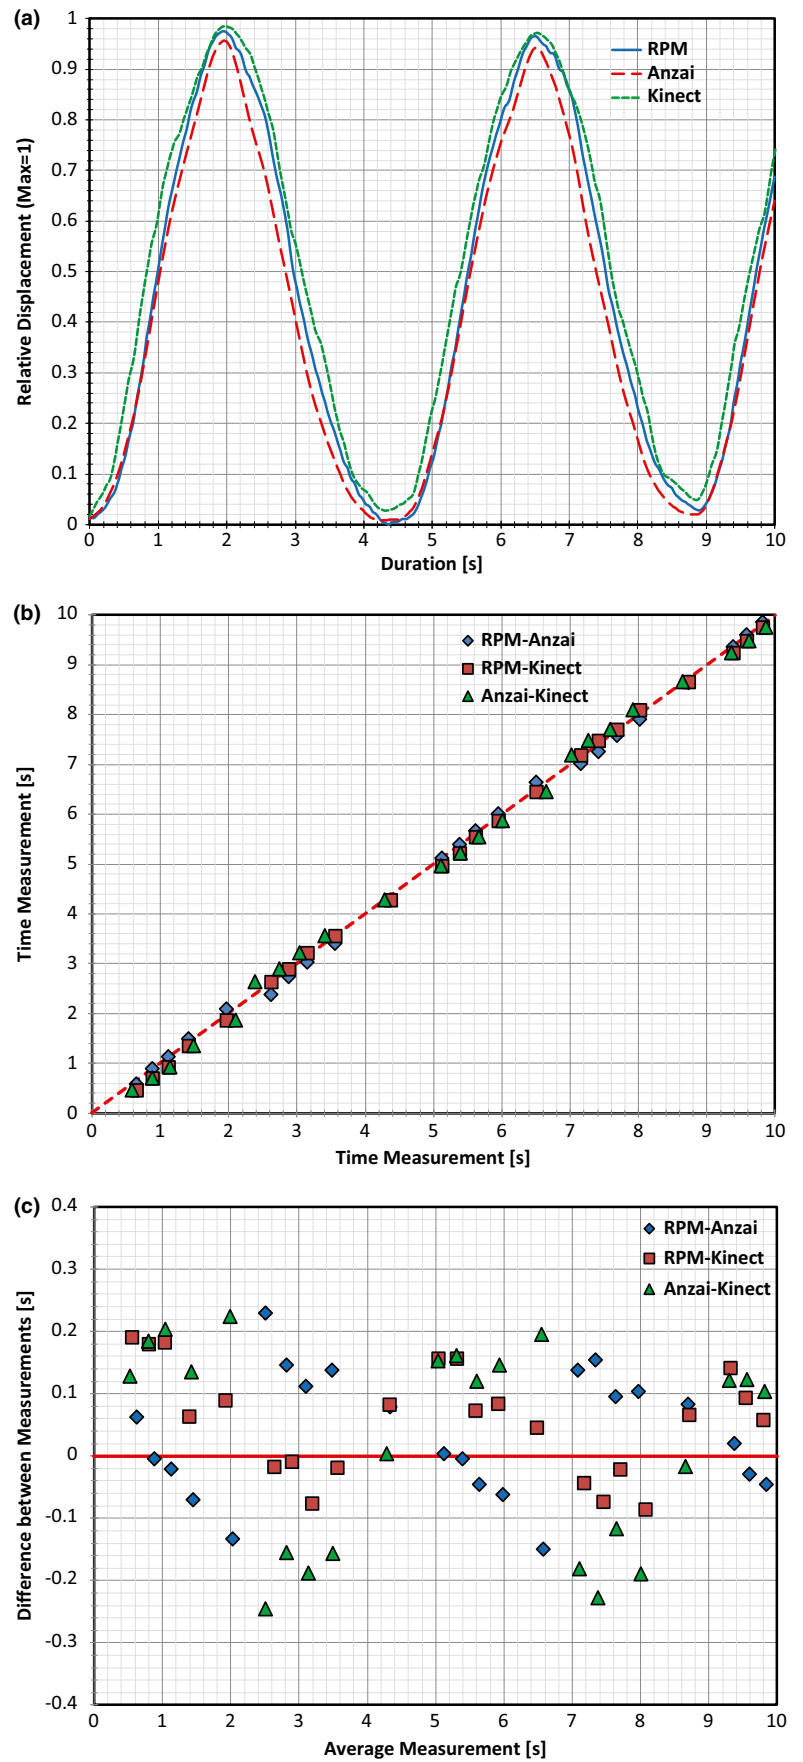 (a)
1
0.9
0.8
0.7
0.6
0.5
0.4
0.3
0.2
0.1
0
Relative Displacement (Max=1)
RPM
Anzai
Kinect
0 1 2 3 4 5 6 7 8 9 10
Duration [s]
(b)
10
9
8
7
6
5
4
3
2
1
0
Time Measurement [s]
RPM-Anzai
RPM-Kinect
Anzai-Kinect
0 1 2 3 4 5 6 7 8 9 10
Time Measurement [s]
(c)
0.4
0.3
0.2
0.1
0
-0.1
-0.2
-0.3
-0.4
Difference between Measurements [s]
RPM-Anzai
RPM-Kinect
Anzai-Kinect
0 1 2 3 4 5 6 7 8 9 10
Average Measurement [s]